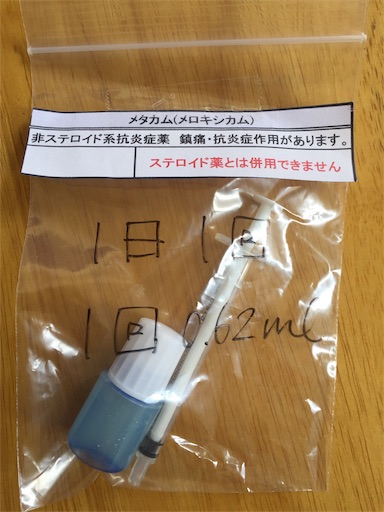 メタカム(メロキシカム)
非ステロイド系抗炎症薬 鎮痛・抗炎症作用があります。
ステロイド薬とは併用できません
1日1回
1回0.62ml